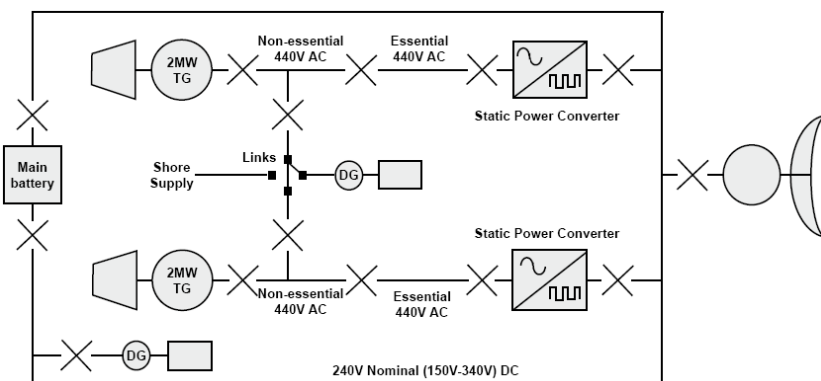 Non-essential
440V AC
Essential
440V AC
2MW
TG
Static Power Converter
Main
battery
Links
Shore
Supply
DG
Static Power Converter
2MW
TG
Non-essential
440V AC
Essential
440V AC
DG
240V Nominal (150V-340V) DC